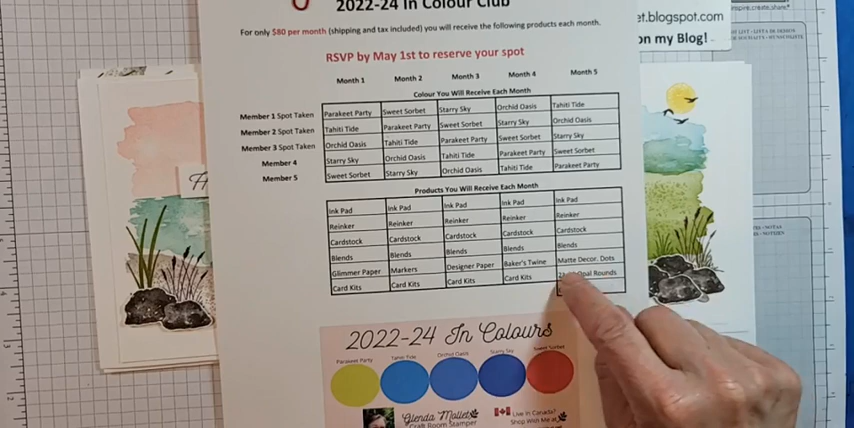 2022-24 In Colour Club
For only $80 per month (shipping and tax included) you will receive the following products each month.
RSVP by May 1st to reserve your spot
Month 1 Month 2 Month 3 Month 4 Month 5
Colour You Will Receive Each Month
Member 1 Spot Taken Parakeet Party Sweet Sorbet Starry Sky Orchid Oasis Tahiti Tide
Member 2 Spot Taken Tahiti Tide Parakeet Party Sweet Sorbet Starry Sky Orchid Oasis
Member 3 Spot Taken Orchid Oasis Tahiti Tide Parakeet Party Sweet Sorbet Starry Sky
Member 4 Starry Sky Orchid Oasis Tahiti Tide Parakeet Party Sweet Sorbet
Member 5 Sweet Sorbet Starry Sky Orchid Oasis Tahiti Tide Parakeet Party
Products You Will Receive Each Month
Ink Pad Ink Pad Ink Pad Ink Pad Ink Pad
Reinker Reinker Reinker Reinker Reinker
Cardstock Cardstock Cardstock Cardstock Cardstock
Blends Blends Blends Blends Blends
Glimmer Paper Markers Designer Paper Baker's Twine Matte Decor. Dots
Card Kits Card Kits Card Kits Card Kits Opal Rounds
2022-24 In Colours
Parakeet Party Tahiti Tide Orchid Oasis Starry Sky Sweet Sorbet
Glenda Mollet
Craft Room Stamper
Live in Canada?
Shop With Me at
et.blogspot.com
on my Blog!
inspire.create.share